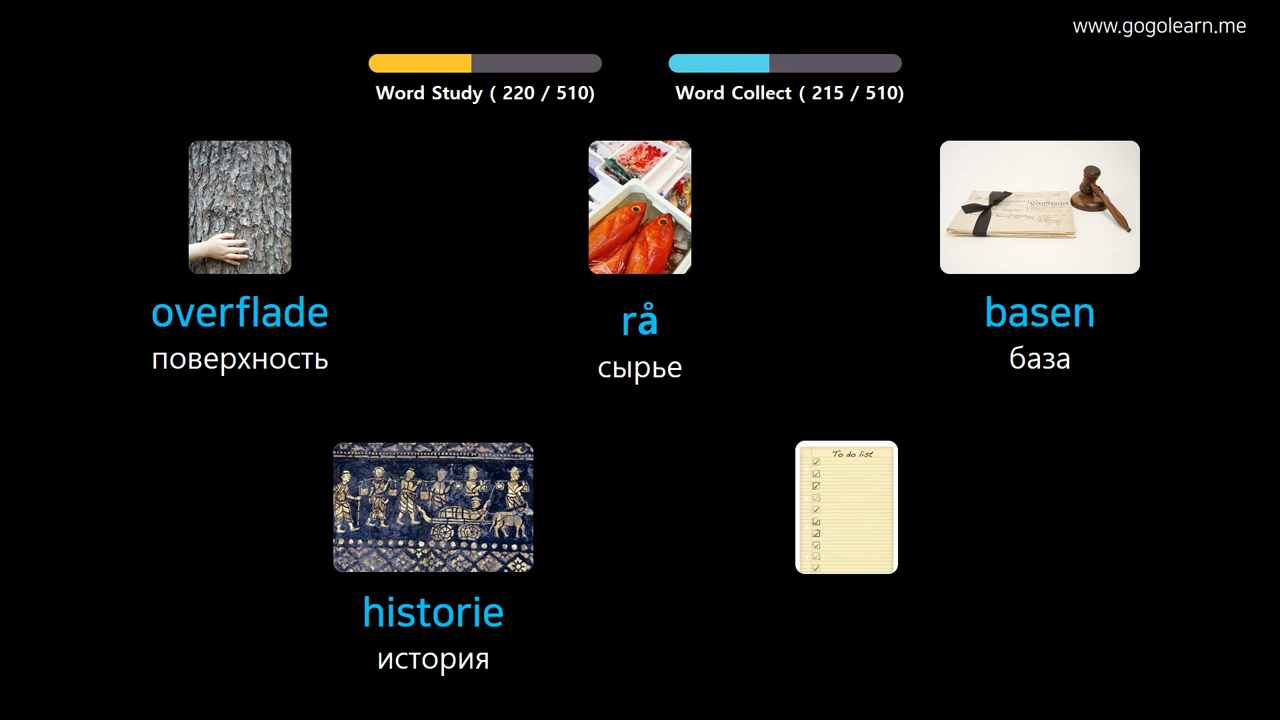 www.gogolearn.me
Word Study ( 220 / 510)
Word Collect ( 215 / 510)
overflade
поверхность
rå
сырье
basen
база
To do list
historie
история